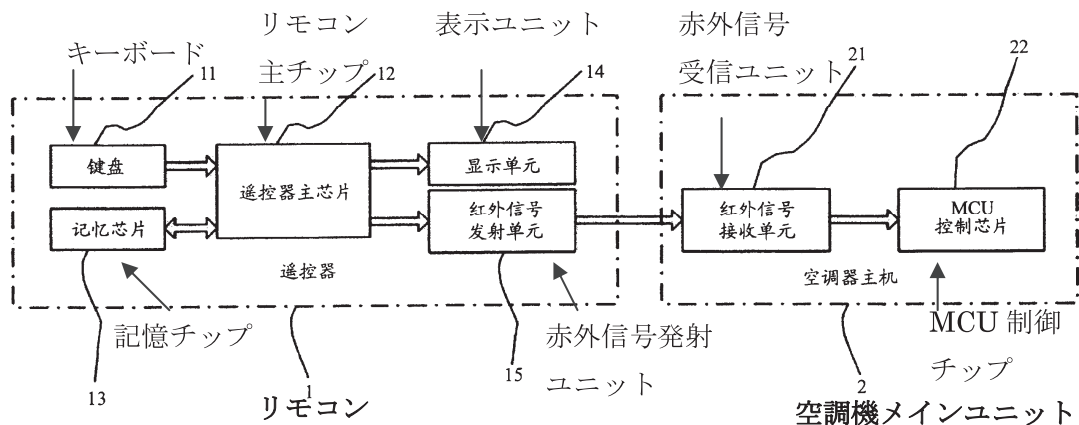 リモコン
主チップ
表示ユニット
赤外信号
受信ユニット
キーボード
11
12
14
21
22
键盘
遥控器主芯片
显示单元
记忆芯片
红外信号
发射单元
红外信号
接收单元
MCU
控制芯片
遥控器
空调器主机
記憶チップ
赤外信号発射
ユニット
MCU 制御
チップ
13
1
15
2
リモコン
空調機メインユニット